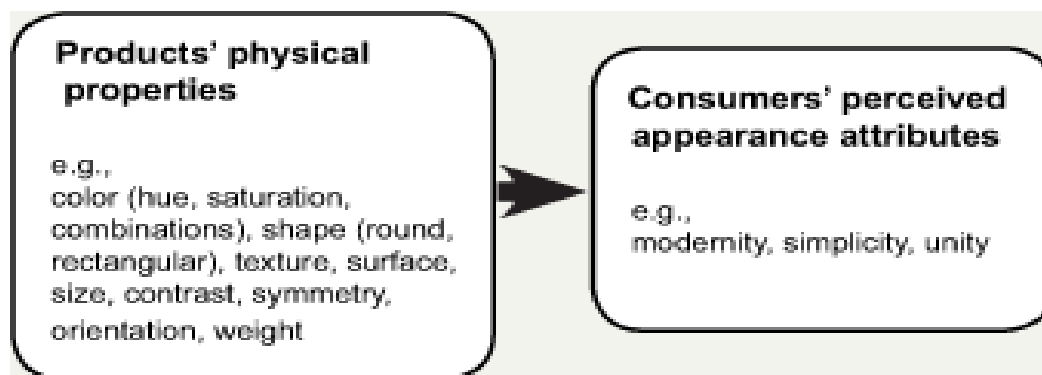 Products’ physical
properties
e.g.,
color (hue, saturation,
combinations), shape (round,
rectangular), texture, surface,
size, contrast, symmetry,
orientation, weight
Consumers’ perceived
appearance attributes
e.g.,
modernity, simplicity, unity